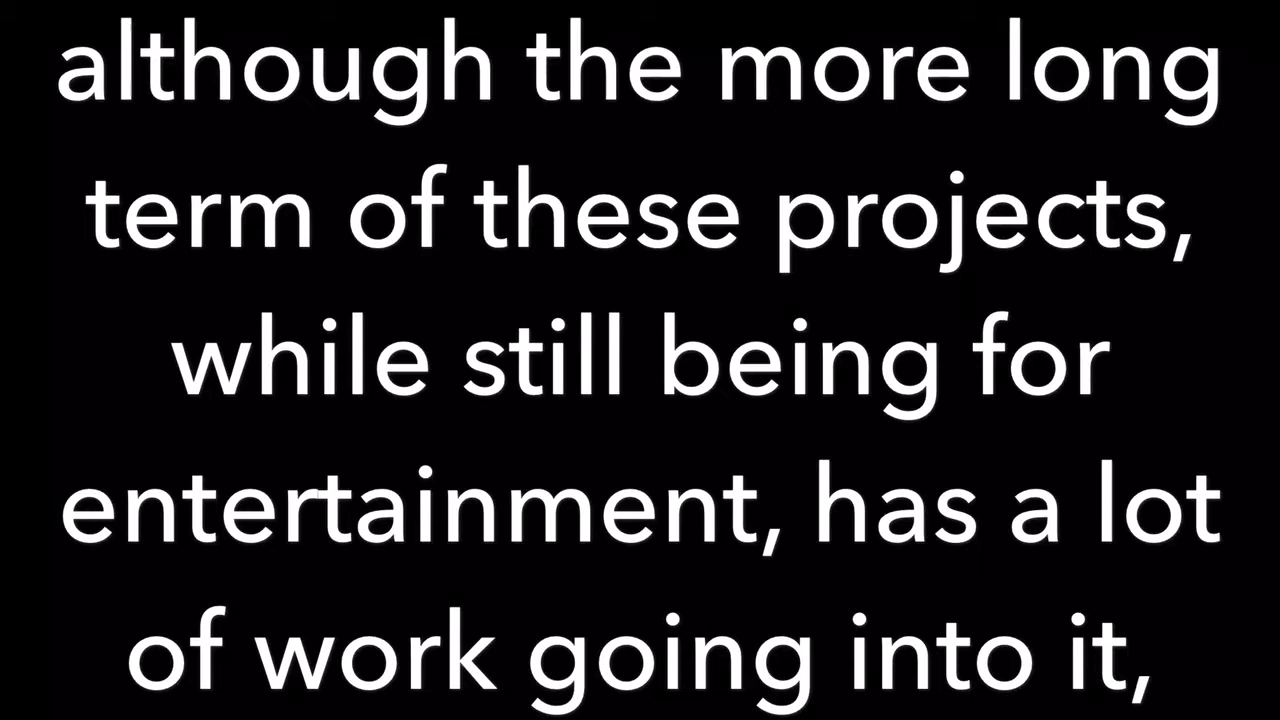 although the more long
term of these projects,
while still being for
entertainment, has a lot
of work going into it,